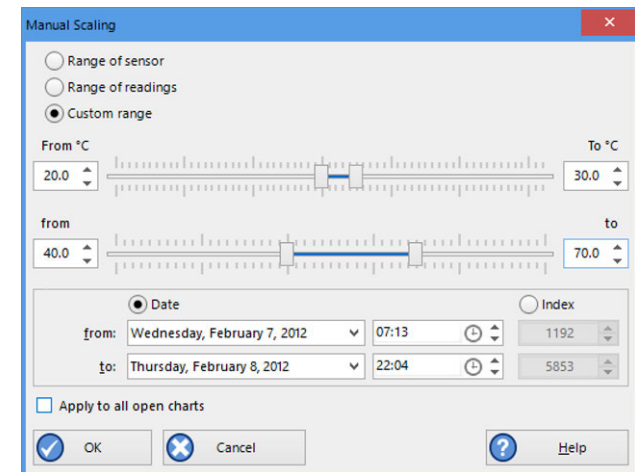 Manual Scaling
Range of sensor
Range of readings
Custom range
From °C To °C
20.0 30.0
from to
40.0 70.0
Date Index
from: Wednesday, February 7, 2012 07:13 1192
to: Thursday, February 8, 2012 22:04 5853
Apply to all open charts
OK Cancel Help